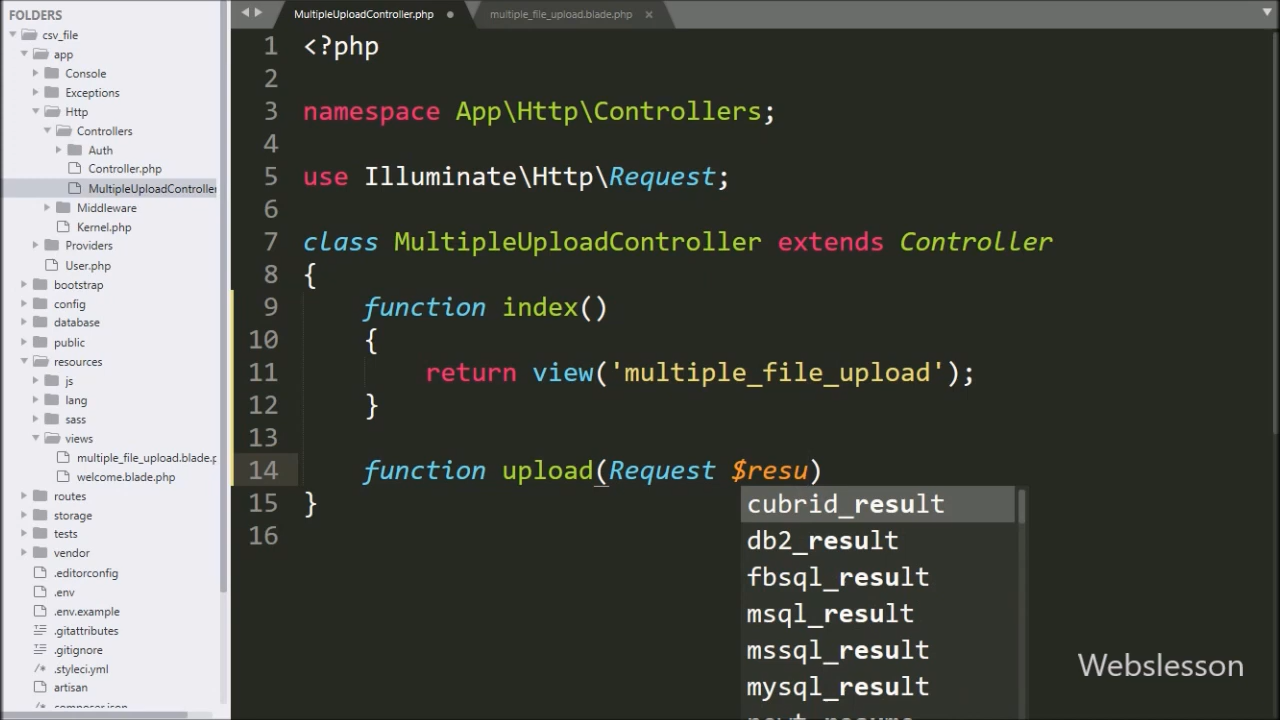 FOLDERS
csv_file
app
Console
Exceptions
Http
Controllers
Auth
Controller.php
MultipleUploadController
Middleware
Kernel.php
Providers
User.php
bootstrap
config
database
public
resources
js
lang
sass
views
multiple_file_upload.blade.p
welcome.blade.php
routes
storage
tests
vendor
.editorconfig
.env
.env.example
.gitattributes
.gitignore
.styleci.yml
artisan
composer.json
MultipleUploadController.php
multiple_file_upload.blade.php
1 <?php
2
3 namespace App\Http\Controllers;
4
5 use Illuminate\Http\Request;
6
7 class MultipleUploadController extends Controller
8 {
9 function index()
10 {
11 return view('multiple_file_upload');
12 }
13
14 function upload(Request $resu)
15 }
16
cubrid_result
db2_result
fbsql_result
msql_result
mssql_result
mysql_result
Webslesson